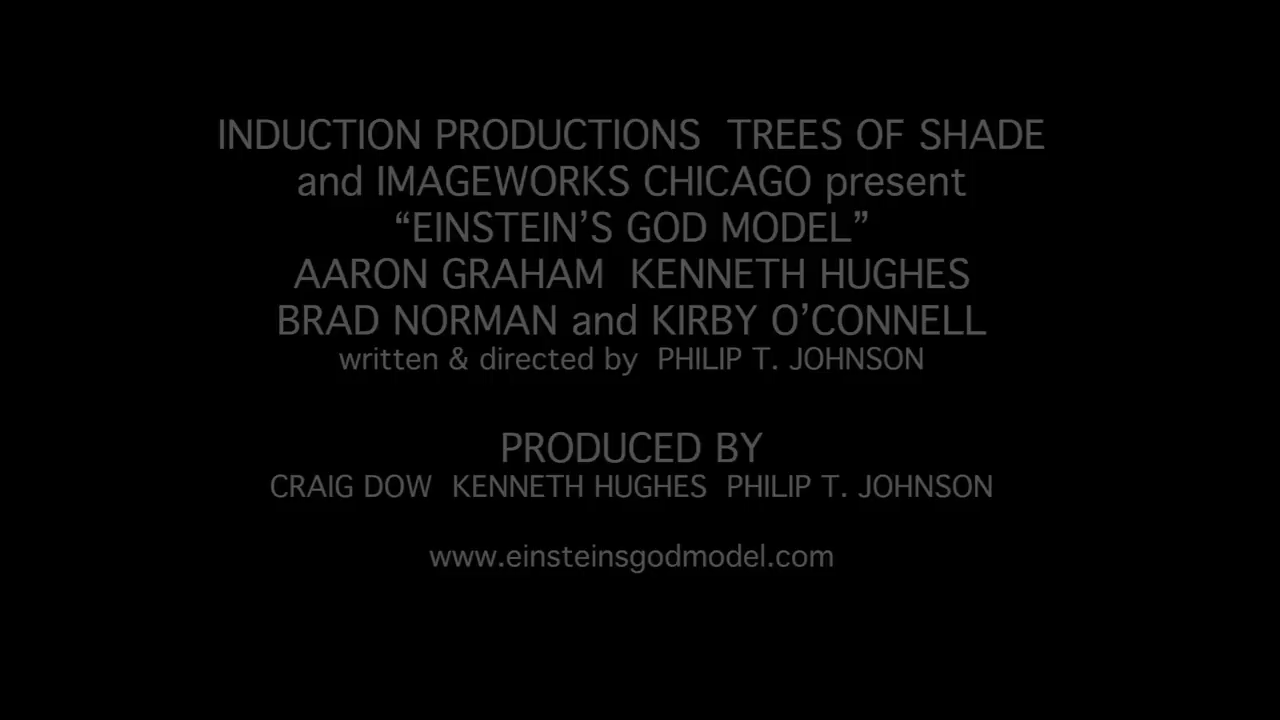 INDUCTION PRODUCTIONS  TREES OF SHADE
and IMAGEWORKS CHICAGO present
“EINSTEIN’S GOD MODEL”
AARON GRAHAM  KENNETH HUGHES
BRAD NORMAN and KIRBY O’CONNELL
written & directed by  PHILIP T. JOHNSON
PRODUCED BY
CRAIG DOW  KENNETH HUGHES  PHILIP T. JOHNSON
www.einsteinsgodmodel.com